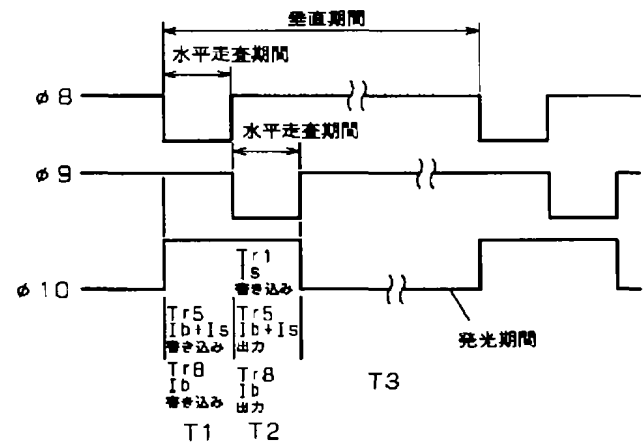 垂直期間
水平走査期間
φ8
水平走査期間
φ9
φ10
Tr1
Is
書き込み
Tr5
Ib+Is
書き込み
Tr5
Ib+Is
出力
発光期間
Tr8
Ib
書き込み
Tr8
Ib
出力
T3
T1
T2